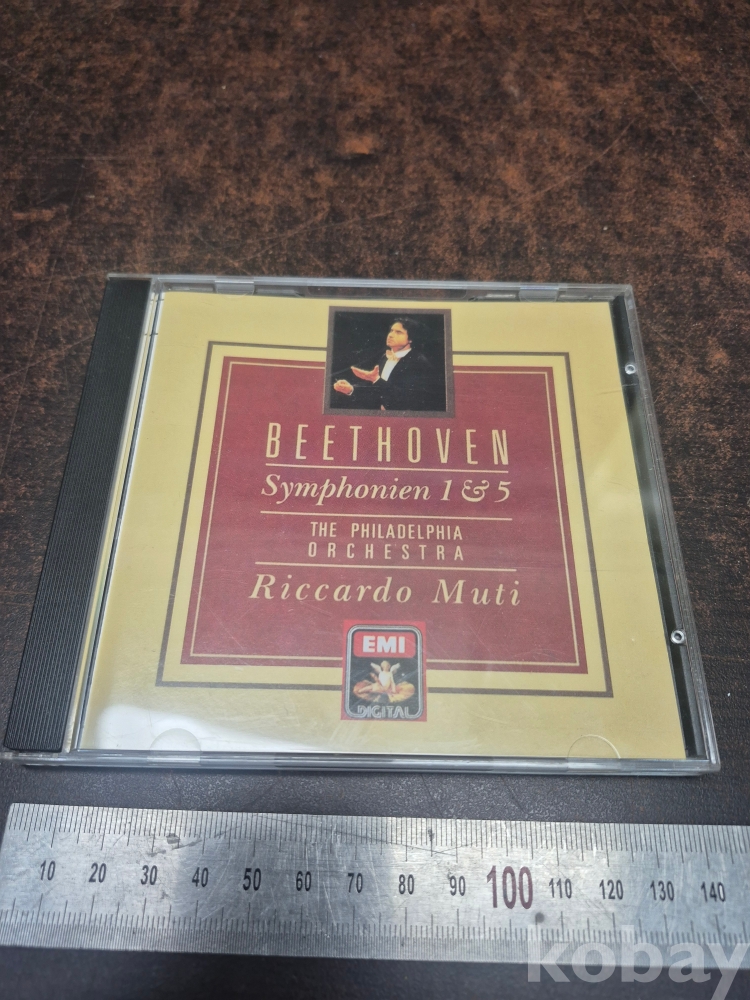 BEETHOVEN
Symphonien 1 & 5
THE PHILADELPHIA
ORCHESTRA
Riccardo Muti
EMI
DIGITAL
10 20 30 40 50 60 70 80 90 100 110 120 130 140
kobay